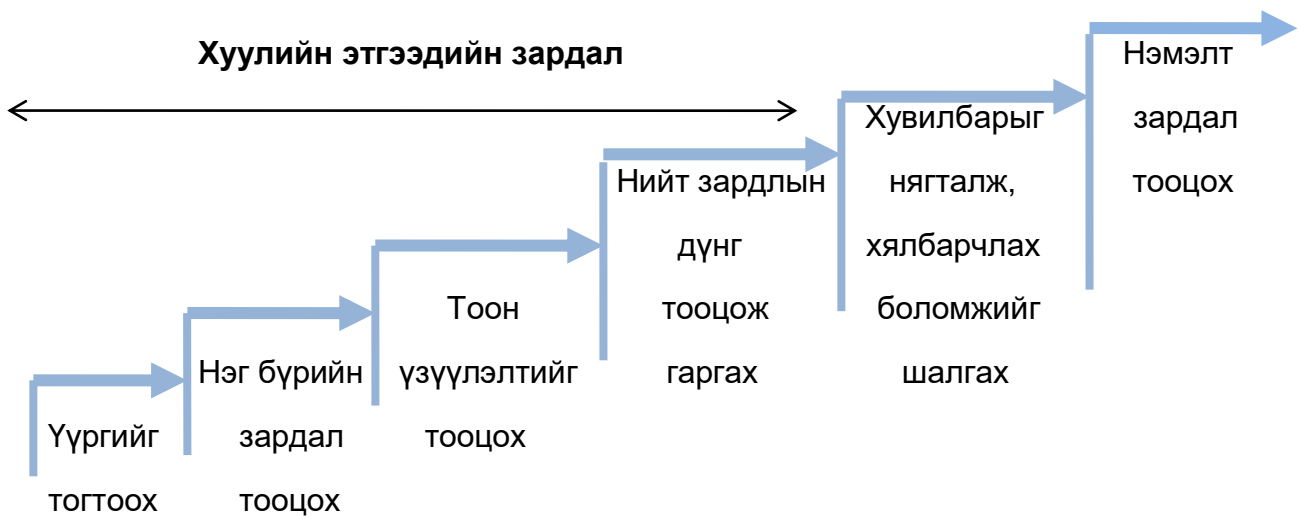 Хуулийн этгээдийн зардал
Үүргийг
тогтоох
Нэг бүрийн
зардал
тооцох
Тоон
үзүүлэлтийг
тооцох
Нийт зардлын
дүнг
тооцож
гаргах
Хувилбарыг
нягталж,
хялбарчлах
боломжийг
шалгах
Нэмэлт
зардал
тооцох